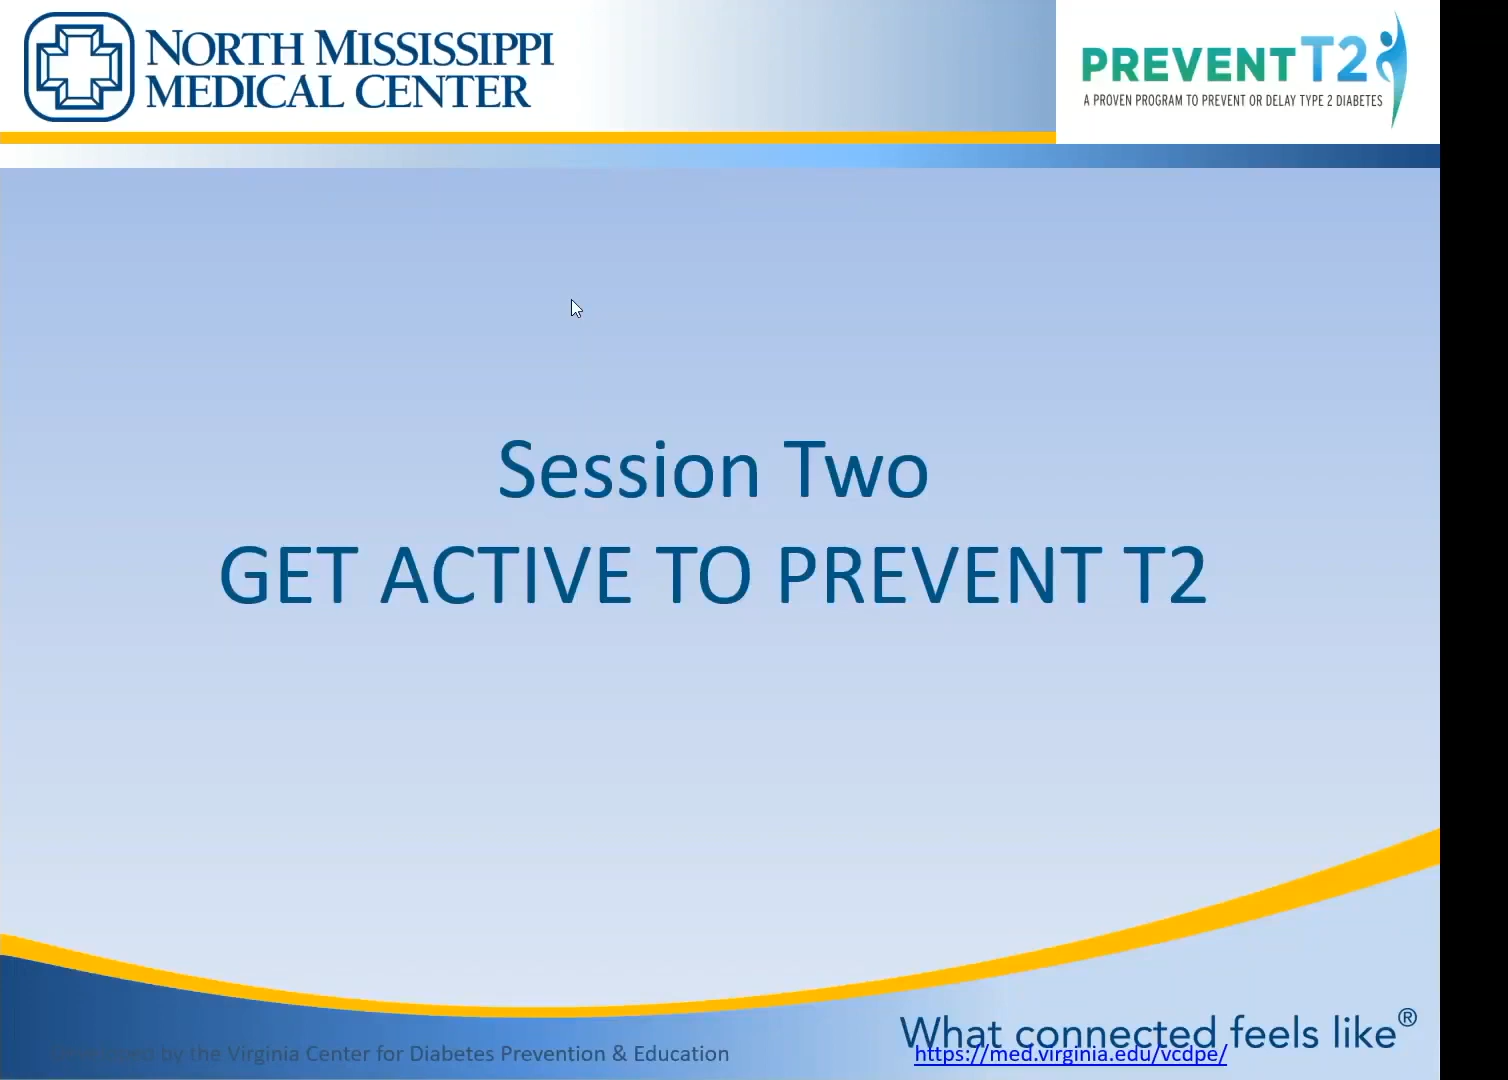 NORTH MISSISSIPPI
MEDICAL CENTER
PREVENT T2
A PROVEN PROGRAM TO PREVENT OR DELAY TYPE 2 DIABETES
Session Two
GET ACTIVE TO PREVENT T2
What connected feels like®
by the Virginia Center for Diabetes Prevention & Education
https://med.virginia.edu/vcdpe/